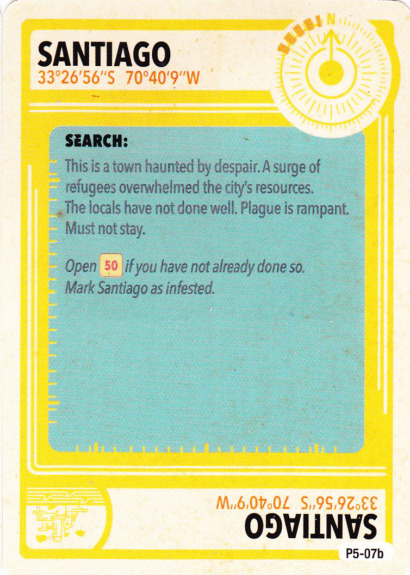 SANTIAGO
33°26'56"S 70°40'9"W
N
SEARCH:
This is a town haunted by despair. A surge of
refugees overwhelmed the city's resources.
The locals have not done well. Plague is rampant.
Must not stay.
Open 50 if you have not already done so.
Mark Santiago as infested.
33°26'56"S 70°40'9"W
SANTIAGO
P5-07b